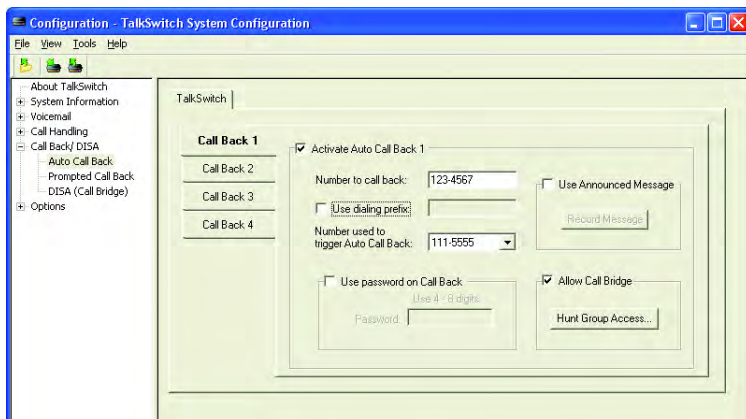 Configuration - TalkSwitch System Configuration
File View Tools Help
About TalkSwitch
System Information
Voicemail
Call Handling
Call Back/ DISA
Auto Call Back
Prompted Call Back
DISA (Call Bridge)
Options
TalkSwitch
Call Back 1
Call Back 2
Call Back 3
Call Back 4
Activate Auto Call Back 1
Number to call back: 123-4567
Use dialing prefix:
Number used to
trigger Auto Call Back: 111-5555
Use Announced Message
Record Message
Use password on Call Back
Use 4 - 8 digits
Password:
Allow Call Bridge
Hunt Group Access...